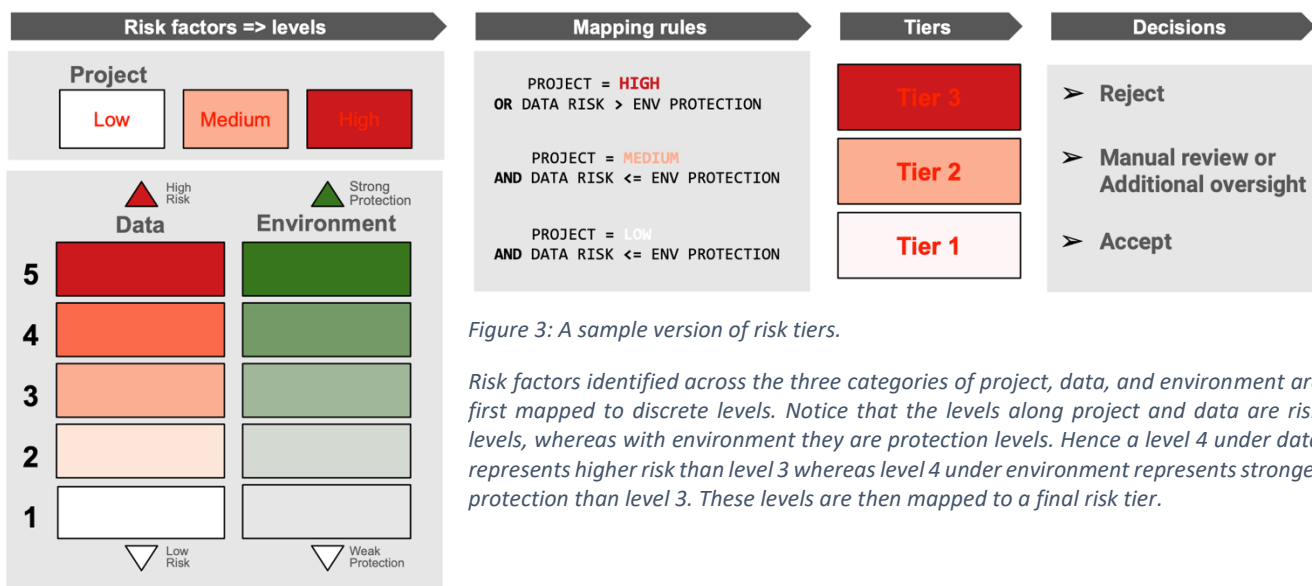 Risk factors => levels
Mapping rules
Tiers
Decisions
Project
Low
Medium
High
High
Risk
Strong
Protection
Data
Environment
5
4
3
2
1
Low
Risk
Weak
Protection
PROJECT = HIGH
OR DATA RISK > ENV PROTECTION
PROJECT = MEDIUM
AND DATA RISK <= ENV PROTECTION
PROJECT = LOW
AND DATA RISK <= ENV PROTECTION
Tier 3
Tier 2
Tier 1
➢ Reject
➢ Manual review or
Additional oversight
➢ Accept
Figure 3: A sample version of risk tiers.
Risk factors identified across the three categories of project, data, and environment ar
first mapped to discrete levels. Notice that the levels along project and data are ris
levels, whereas with environment they are protection levels. Hence a level 4 under data
represents higher risk than level 3 whereas level 4 under environment represents stronge
protection than level 3. These levels are then mapped to a final risk tier.